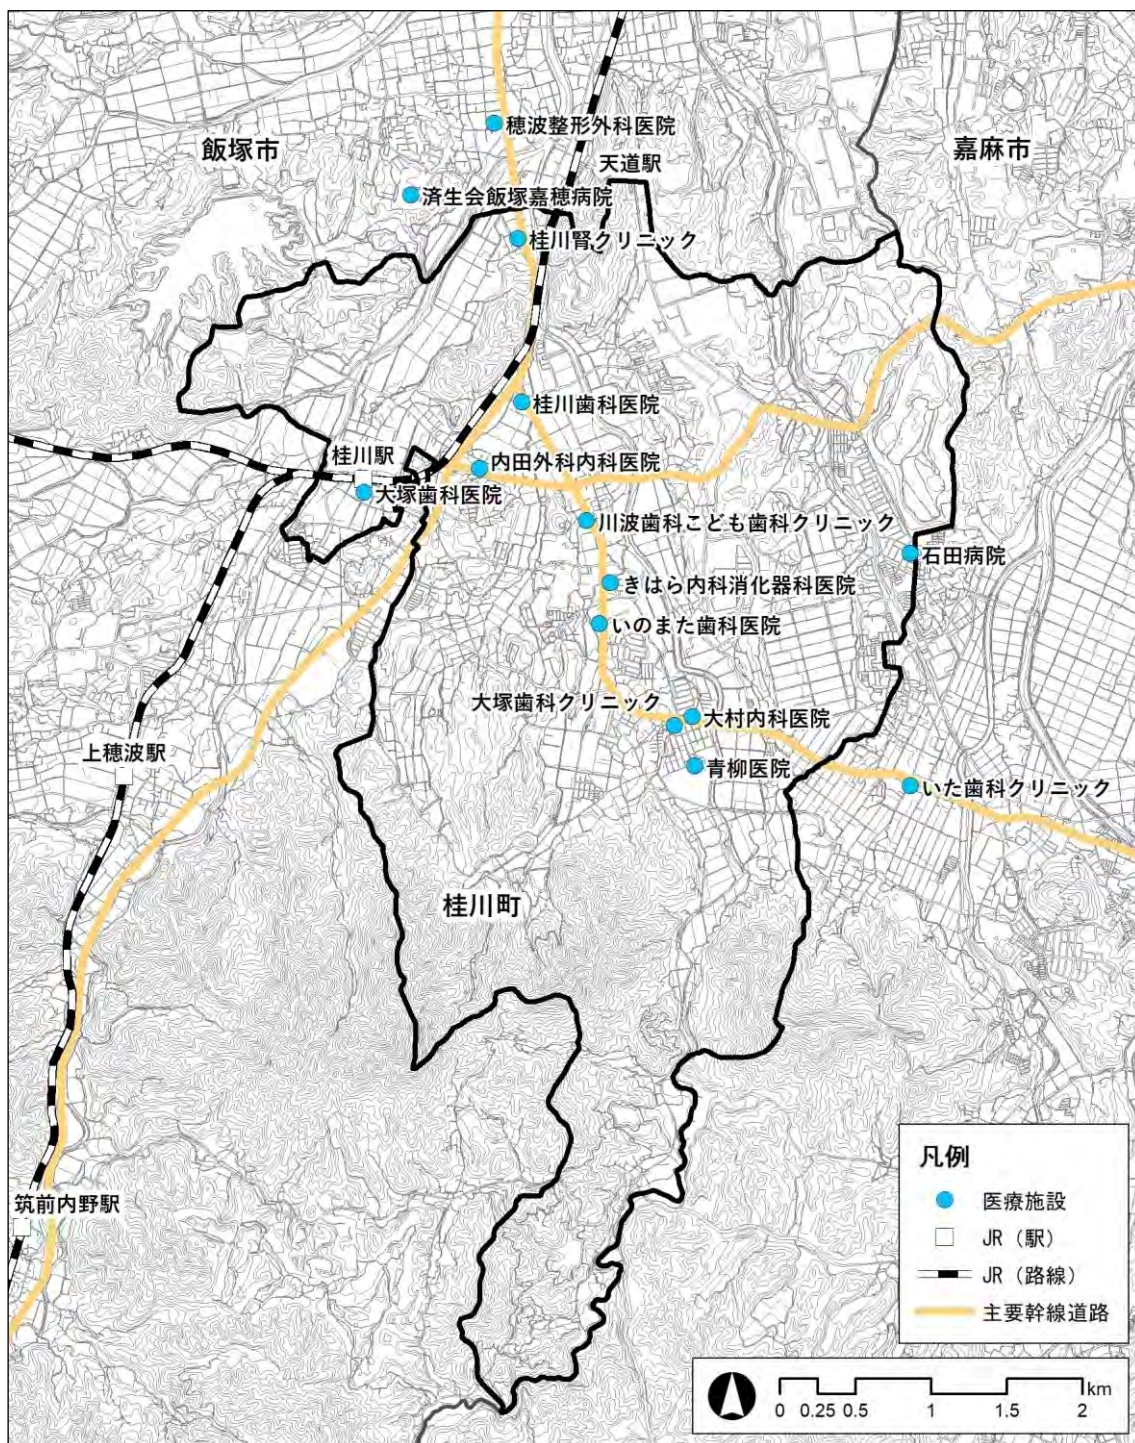 穂波整形外科医院
飯塚市
嘉麻市
天道駅
済生会飯塚嘉穂病院
桂川腎クリニック
桂川歯科医院
桂川駅
内田外科内科医院
大塚歯科医院
川波歯科こども歯科クリニック
石田病院
きはら内科消化器科医院
いのまた歯科医院
大塚歯科クリニック
大村内科医院
上穂波駅
青柳医院
いた歯科クリニック
桂川町
筑前内野駅
凡例
医療施設
JR（駅）
JR（路線）
主要幹線道路
km
0 0.25 0.5 1 1.5 2